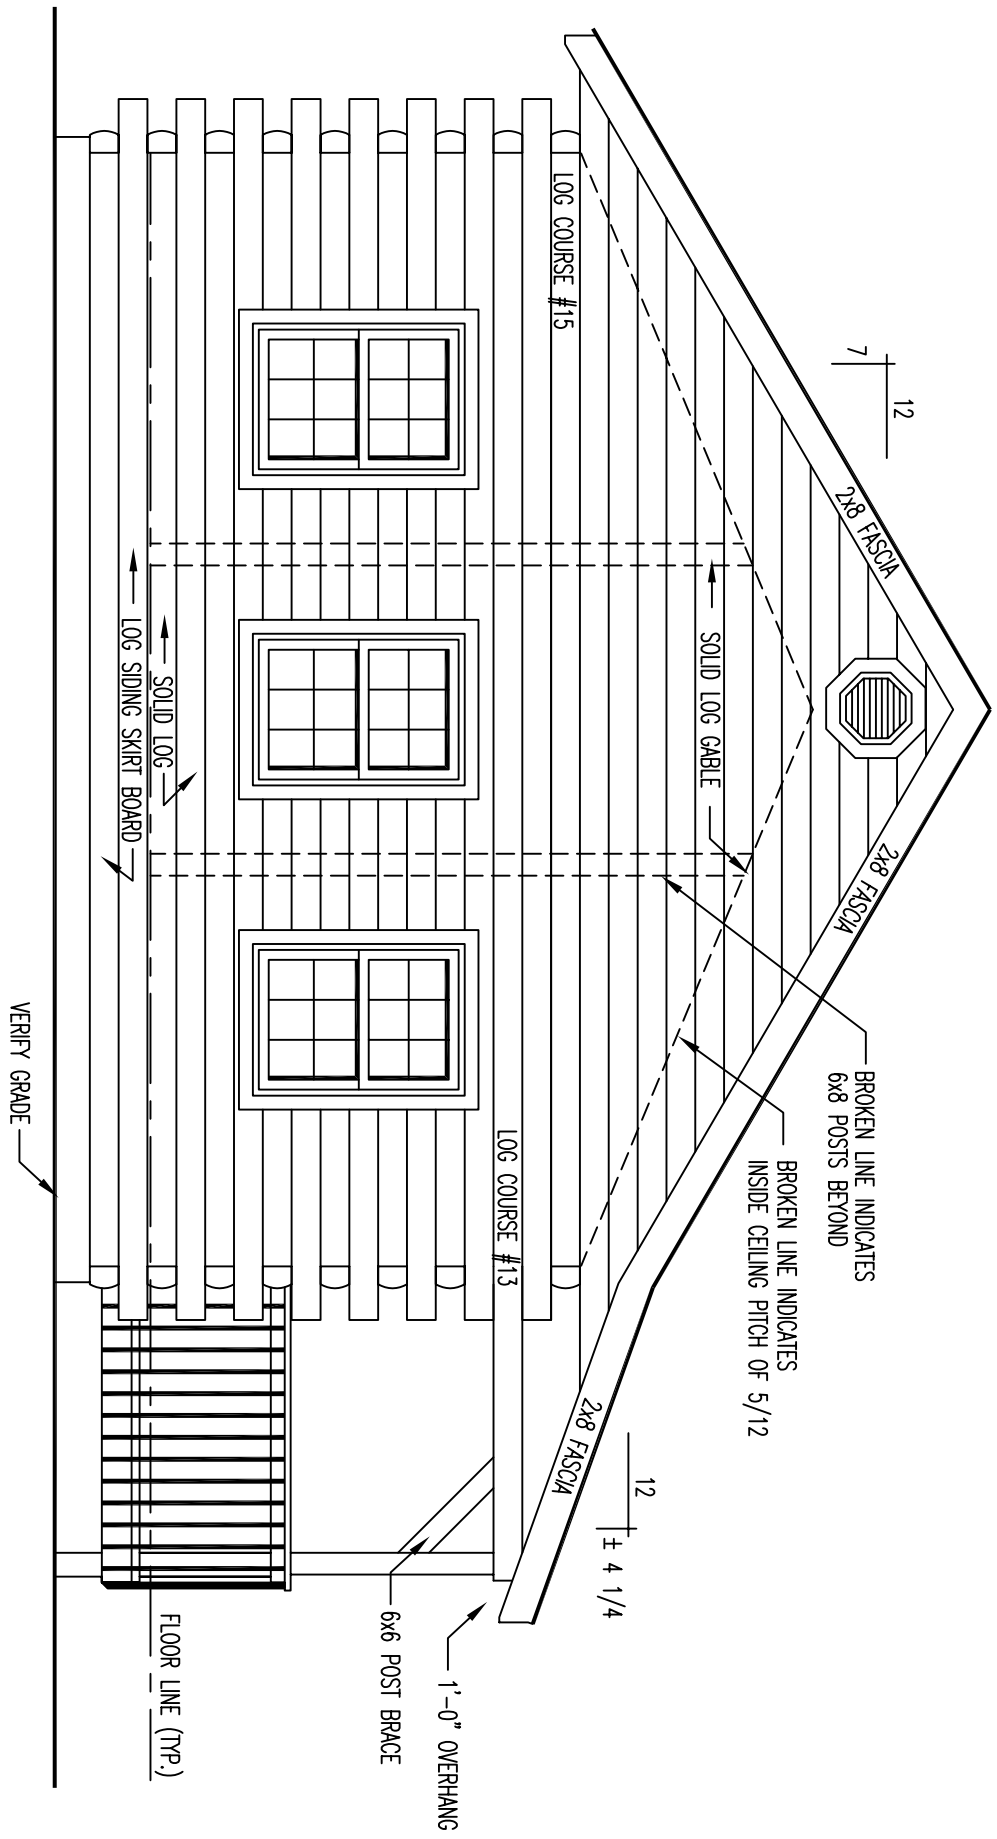 12
7
2x8 FASCIA
2x8 FASCIA
BROKEN LINE INDICATES
6x8 POSTS BEYOND
BROKEN LINE INDICATES
INSIDE CEILING PITCH OF 5/12
SOLID LOG GABLE
12
± 4 1/4
2x8 FASCIA
LOG COURSE #15
LOG COURSE #13
1'-0" OVERHANG
6x6 POST BRACE
SOLID LOG
LOG SIDING SKIRT BOARD
FLOOR LINE (TYP.)
VERIFY GRADE